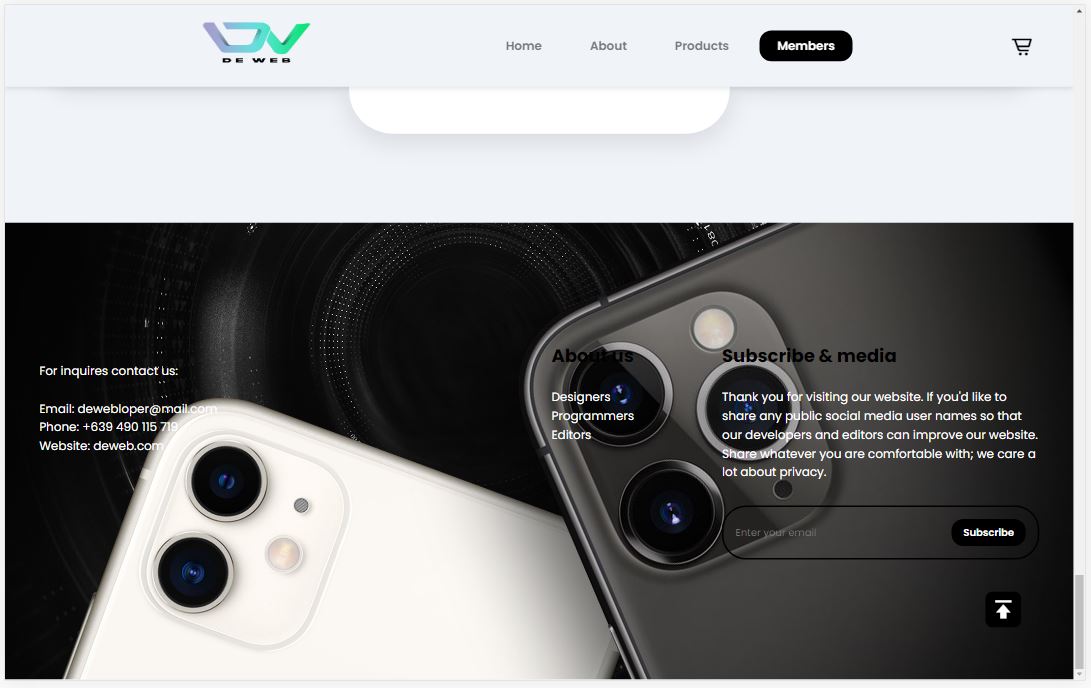 DE WEB
Home
About
Products
Members
For inquires contact us:
Email: dewebloper@mail.com
Phone: +639 490 115 719
Website: deweb.com
About us
Designers
Programmers
Editors
Subscribe & media
Thank you for visiting our website. If you'd like to
share any public social media user names so that
our developers and editors can improve our website.
Share whatever you are comfortable with; we care a
lot about privacy.
Enter your email
Subscribe